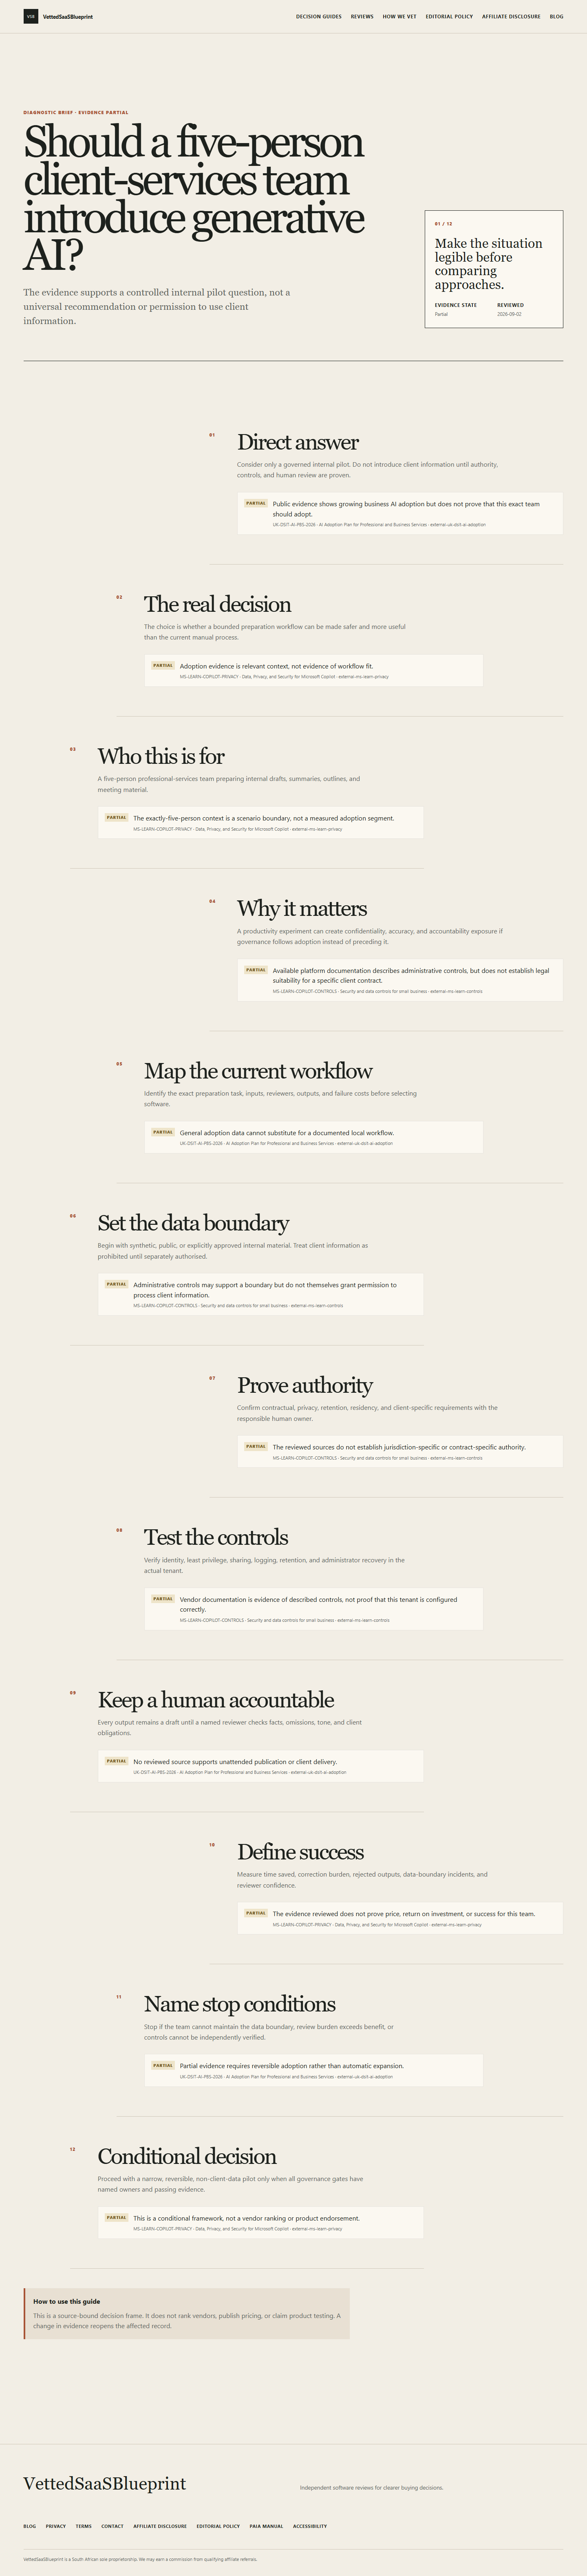 VSB VettedSaaSBlueprint
DECISION GUIDES REVIEWS HOW WE VET EDITORIAL POLICY AFFILIATE DISCLOSURE BLOG
DIAGNOSTIC BRIEF · EVIDENCE PARTIAL
Should a five-person
client-services team
introduce generative
AI?
The evidence supports a controlled internal pilot question, not a
universal recommendation or permission to use client
information.
01 / 12
Make the situation
legible before
comparing
approaches.
EVIDENCE STATE REVIEWED
Partial 2026-09-02
01
Direct answer
Consider only a governed internal pilot. Do not introduce client information until authority,
controls, and human review are proven.
PARTIAL Public evidence shows growing business AI adoption but does not prove that this exact team
should adopt.
UK-DSIT-AI-PBS-2026 · AI Adoption Plan for Professional and Business Services · external-uk-dsit-ai-adoption
02
The real decision
The choice is whether a bounded preparation workflow can be made safer and more useful
than the current manual process.
PARTIAL Adoption evidence is relevant context, not evidence of workflow fit.
MS-LEARN-COPILOT-PRIVACY · Data, Privacy, and Security for Microsoft Copilot · external-ms-learn-privacy
03
Who this is for
A five-person professional-services team preparing internal drafts, summaries, outlines, and
meeting material.
PARTIAL The exactly-five-person context is a scenario boundary, not a measured adoption segment.
MS-LEARN-COPILOT-PRIVACY · Data, Privacy, and Security for Microsoft Copilot · external-ms-learn-privacy
04
Why it matters
A productivity experiment can create confidentiality, accuracy, and accountability exposure if
governance follows adoption instead of preceding it.
PARTIAL Available platform documentation describes administrative controls, but does not establish legal
suitability for a specific client contract.
MS-LEARN-COPILOT-CONTROLS · Security and data controls for small business · external-ms-learn-controls
05
Map the current workflow
Identify the exact preparation task, inputs, reviewers, outputs, and failure costs before selecting
software.
PARTIAL General adoption data cannot substitute for a documented local workflow.
UK-DSIT-AI-PBS-2026 · AI Adoption Plan for Professional and Business Services · external-uk-dsit-ai-adoption
06
Set the data boundary
Begin with synthetic, public, or explicitly approved internal material. Treat client information as
prohibited until separately authorised.
PARTIAL Administrative controls may support a boundary but do not themselves grant permission to
process client information.
MS-LEARN-COPILOT-CONTROLS · Security and data controls for small business · external-ms-learn-controls
07
Prove authority
Confirm contractual, privacy, retention, residency, and client-specific requirements with the
responsible human owner.
PARTIAL The reviewed sources do not establish jurisdiction-specific or contract-specific authority.
MS-LEARN-COPILOT-CONTROLS · Security and data controls for small business · external-ms-learn-controls
08
Test the controls
Verify identity, least privilege, sharing, logging, retention, and administrator recovery in the
actual tenant.
PARTIAL Vendor documentation is evidence of described controls, not proof that this tenant is configured
correctly.
MS-LEARN-COPILOT-CONTROLS · Security and data controls for small business · external-ms-learn-controls
09
Keep a human accountable
Every output remains a draft until a named reviewer checks facts, omissions, tone, and client
obligations.
PARTIAL No reviewed source supports unattended publication or client delivery.
UK-DSIT-AI-PBS-2026 · AI Adoption Plan for Professional and Business Services · external-uk-dsit-ai-adoption
10
Define success
Measure time saved, correction burden, rejected outputs, data-boundary incidents, and
reviewer confidence.
PARTIAL The evidence reviewed does not prove price, return on investment, or success for this team.
MS-LEARN-COPILOT-PRIVACY · Data, Privacy, and Security for Microsoft Copilot · external-ms-learn-privacy
11
Name stop conditions
Stop if the team cannot maintain the data boundary, review burden exceeds benefit, or
controls cannot be independently verified.
PARTIAL Partial evidence requires reversible adoption rather than automatic expansion.
UK-DSIT-AI-PBS-2026 · AI Adoption Plan for Professional and Business Services · external-uk-dsit-ai-adoption
12
Conditional decision
Proceed with a narrow, reversible, non-client-data pilot only when all governance gates have
named owners and passing evidence.
PARTIAL This is a conditional framework, not a vendor ranking or product endorsement.
MS-LEARN-COPILOT-PRIVACY · Data, Privacy, and Security for Microsoft Copilot · external-ms-learn-privacy
How to use this guide
This is a source-bound decision frame. It does not rank vendors, publish pricing, or claim product testing. A
change in evidence reopens the affected record.
VettedSaaSBlueprint
Independent software reviews for clearer buying decisions.
BLOG PRIVACY TERMS CONTACT AFFILIATE DISCLOSURE EDITORIAL POLICY PAIA MANUAL ACCESSIBILITY
VettedSaaSBlueprint is a South African sole proprietorship. We may earn a commission from qualifying affiliate referrals.